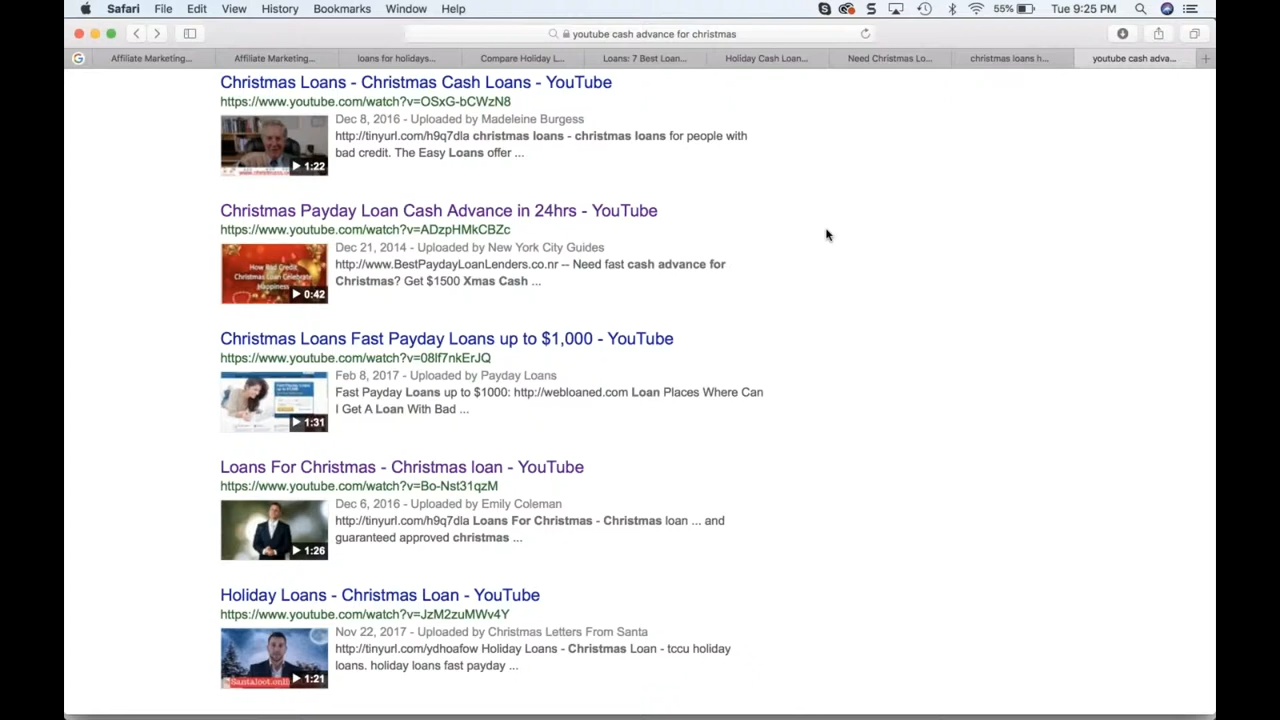 Safari File Edit View History Bookmarks Window Help 55% Tue 9:25 PM
youtube cash advance for christmas
Affiliate Marketing... Affiliate Marketing... loans for holidays... Compare Holiday L... Loans: 7 Best Loan... Holiday Cash Loan... Need Christmas Lo... christmas loans h... youtube cash adva...
Christmas Loans - Christmas Cash Loans - YouTube
https://www.youtube.com/watch?v=OSxG-bCWzN8
Dec 8, 2016 - Uploaded by Madeleine Burgess
http://tinyurl.com/h9q7dla christmas loans - christmas loans for people with
bad credit. The Easy Loans offer ...
1:22
Christmas Payday Loan Cash Advance in 24hrs - YouTube
https://www.youtube.com/watch?v=ADzpHMkCBZc
Dec 21, 2014 - Uploaded by New York City Guides
http://www.BestPaydayLoanLenders.co.nr -- Need fast cash advance for
Christmas? Get $1500 Xmas Cash ...
How Bad Credit
Christmas Loan Celebrate
Happiness
0:42
Christmas Loans Fast Payday Loans up to $1,000 - YouTube
https://www.youtube.com/watch?v=08lf7nkErJQ
Feb 8, 2017 - Uploaded by Payday Loans
Fast Payday Loans up to $1000: http://webloaned.com Loan Places Where Can
I Get A Loan With Bad ...
1:31
Loans For Christmas - Christmas loan - YouTube
https://www.youtube.com/watch?v=Bo-Nst31qzM
Dec 6, 2016 - Uploaded by Emily Coleman
http://tinyurl.com/h9q7dla Loans For Christmas - Christmas loan ... and
guaranteed approved christmas ...
1:26
Holiday Loans - Christmas Loan - YouTube
https://www.youtube.com/watch?v=JzM2zuMWv4Y
Nov 22, 2017 - Uploaded by Christmas Letters From Santa
http://tinyurl.com/ydhoafow Holiday Loans - Christmas Loan - tccu holiday
loans. holiday loans fast payday ...
Santaloot.onli
1:21